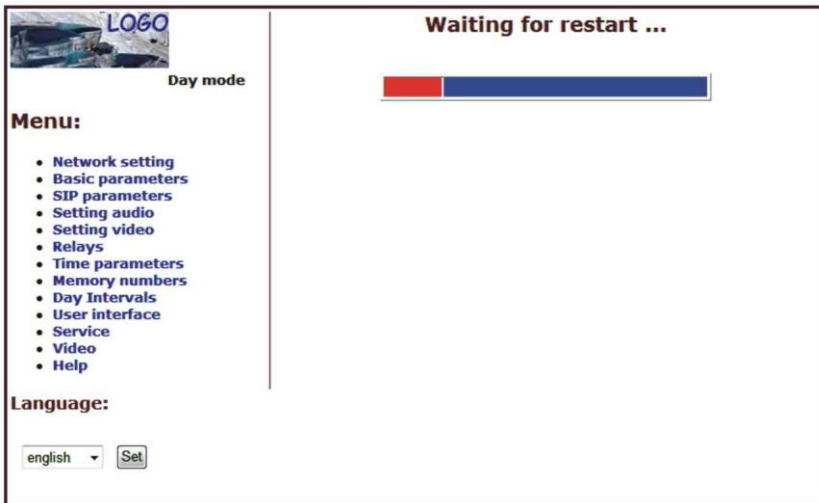 LOGO
Day mode
Menu:
Network setting
Basic parameters
SIP parameters
Setting audio
Setting video
Relays
Time parameters
Memory numbers
Day Intervals
User interface
Service
Video
Help
Language:
english
Set
Waiting for restart ...